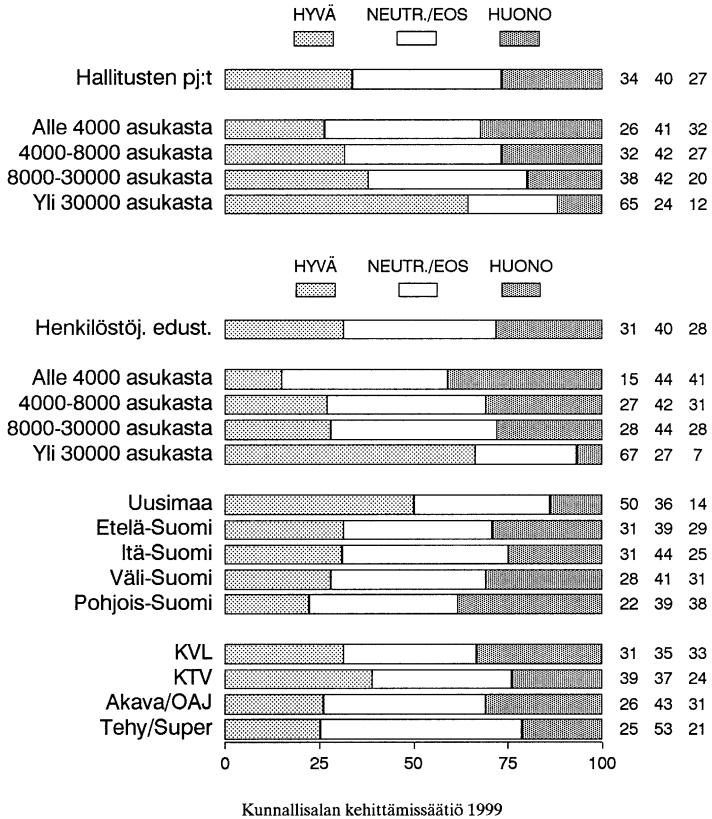 HYVÄ NEUTR./EOS HUONO
Hallitusten pj:t 34 40 27
Alle 4000 asukasta 26 41 32
4000-8000 asukasta 32 42 27
8000-30000 asukasta 38 42 20
Yli 30000 asukasta 65 24 12
HYVÄ NEUTR./EOS HUONO
Henkilöstöj. edust. 31 40 28
Alle 4000 asukasta 15 44 41
4000-8000 asukasta 27 42 31
8000-30000 asukasta 28 44 28
Yli 30000 asukasta 67 27 7
Uusimaa 50 36 14
Etelä-Suomi 31 39 29
Itä-Suomi 31 44 25
Väli-Suomi 28 41 31
Pohjois-Suomi 22 39 38
KVL 31 35 33
KTV 39 37 24
Akava/OAJ 26 43 31
Tehy/Super 25 53 21
0 25 50 75 100
Kunnallisalan kehittämissäätiö 1999